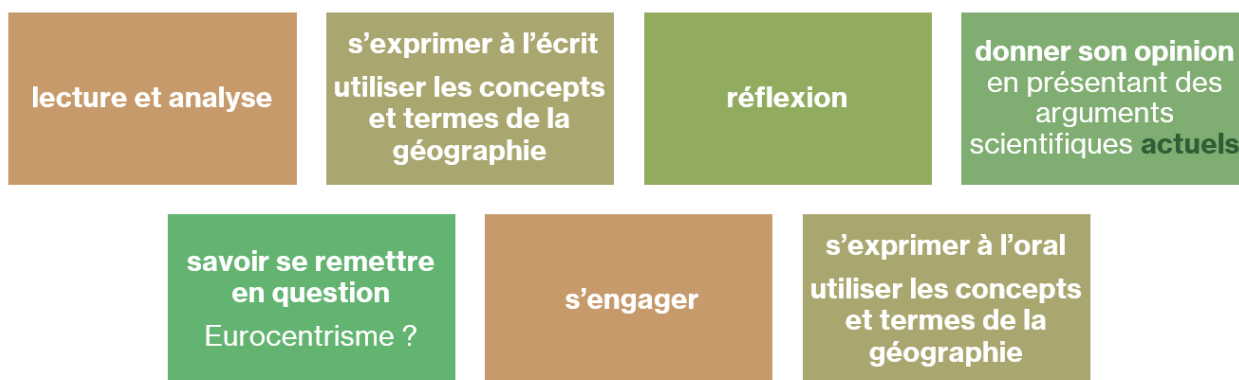 lecture et analyse
s'exprimer à l'écrit
utiliser les concepts
et termes de la
géographie
réflexion
donner son opinion
en présentant des
arguments
scientifiques actuels
savoir se remettre
en question
Eurocentrisme ?
s'engager
s'exprimer à l'oral
utiliser les concepts
et termes de la
géographie